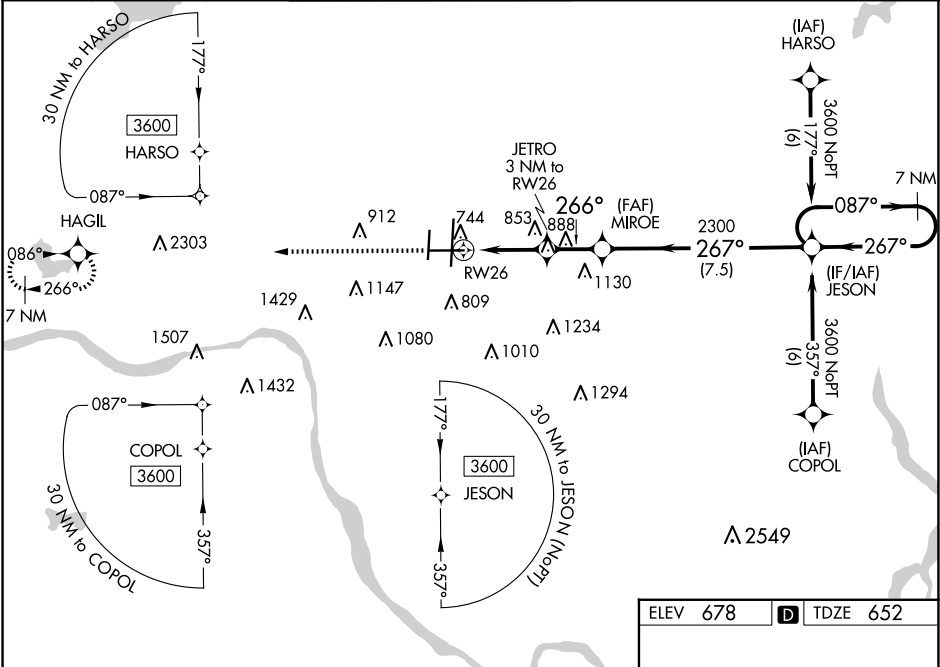 30 NM to HARSO
177°
3600
HARSO
087°
HAGIL
086°
266°
7 NM
2303
912
744
853
888
JETRO
3 NM to
RW26
266°
(FAF)
MIROE
2300
267°
(7.5)
(IAF)
HARSO
3600 NoPT
177°
(6)
7 NM
087°
267°
(IF/IAF)
JESON
RW26
1130
1147
809
1429
1080
1010
1234
1507
1432
1294
3600 NoPT
357°
(6)
(IAF)
COPOL
087°
COPOL
3600
357°
30 NM to COPOL
177°
3600
JESON
357°
30 NM to JESON (NoPT)
2549
ELEV 678 D TDZE 652